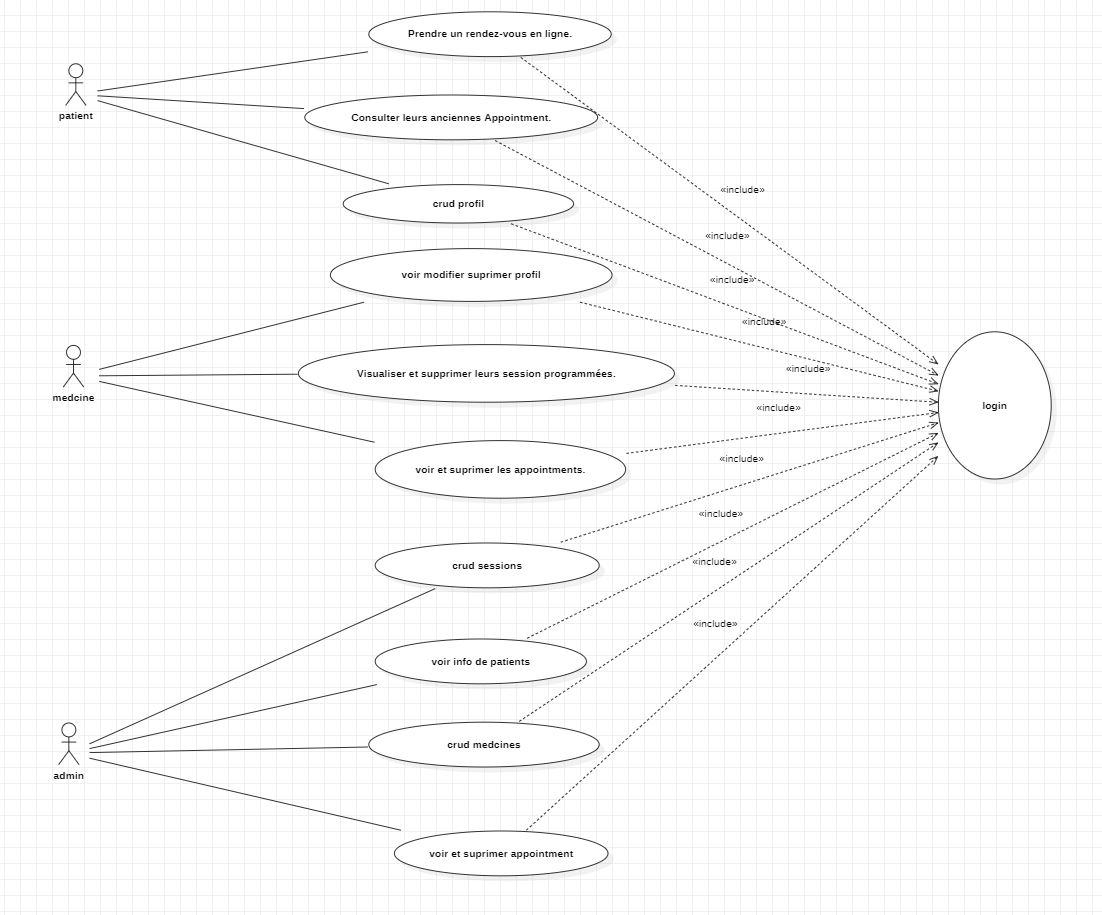 Prendre un rendez-vous en ligne.
patient
Consulter leurs anciennes Appointment.
«include»
crud profil
«include»
voir modifier suprimer profil
«include»
«include»
medcine
Visualiser et supprimer leurs session programmées.
«include»
login
«include»
voir et suprimer les appointments.
«include»
«include»
crud sessions
«include»
«include»
voir info de patients
crud medcines
admin
voir et suprimer appointment